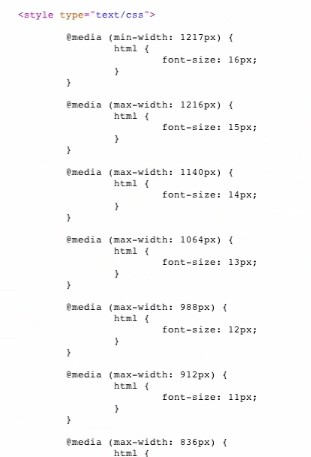 <style type="text/css">
@media (min-width: 1217px) {
html {
font-size: 16px;
}
}
@media (max-width: 1216px) {
html {
font-size: 15px;
}
}
@media (max-width: 1140px) {
html {
font-size: 14px;
}
}
@media (max-width: 1064px) {
html {
font-size: 13px;
}
}
@media (max-width: 988px) {
html {
font-size: 12px;
}
}
@media (max-width: 912px) {
html {
font-size: 11px;
}
}
@media (max-width: 836px) {
html {